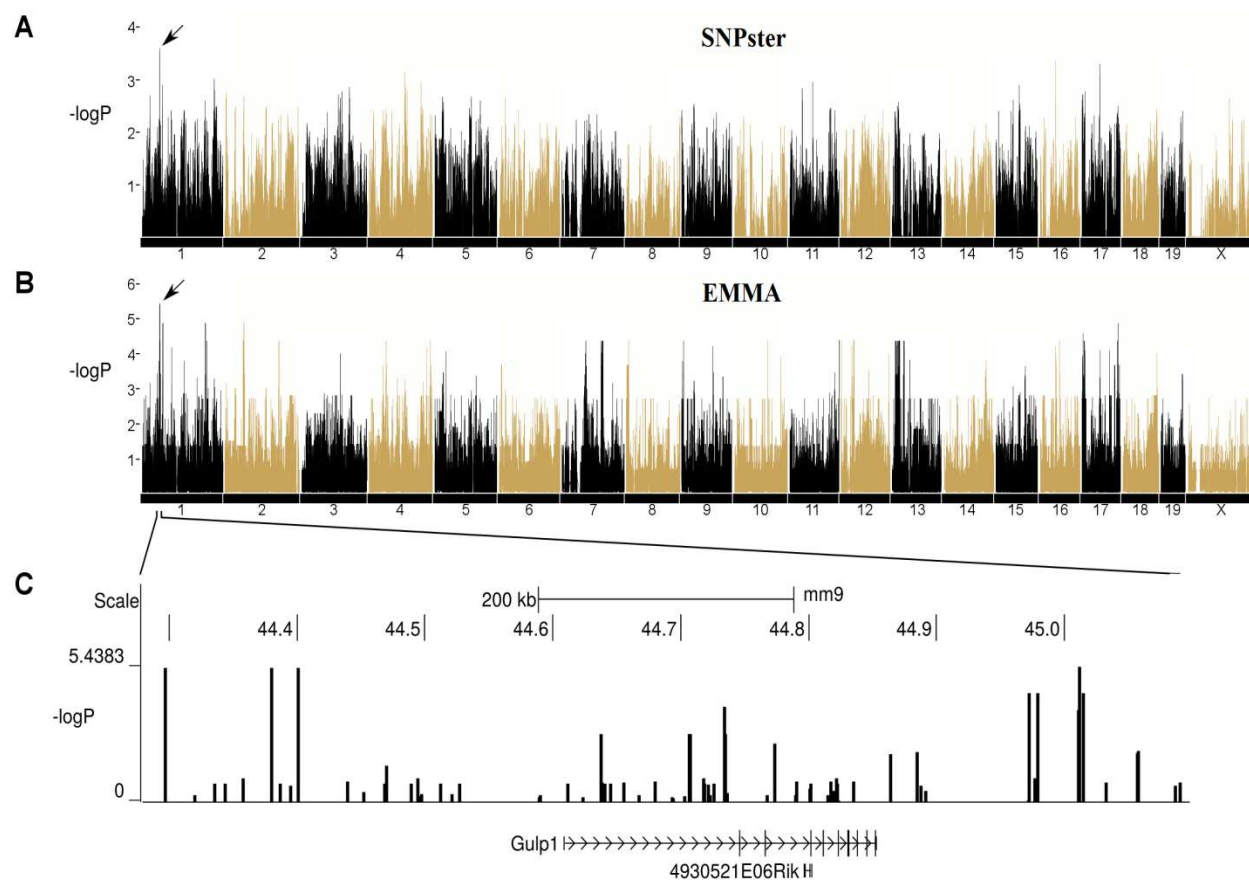 A
SNPster
4-
3-
-logP
2-
1-
1 2 3 4 5 6 7 8 9 10 11 12 13 14 15 16 17 18 19 X
B
EMMA
6-
5-
4-
-logP
3-
2-
1-
1 2 3 4 5 6 7 8 9 10 11 12 13 14 15 16 17 18 19 X
C
Scale 200 kb mm9
44.4 44.5 44.6 44.7 44.8 44.9 45.0
5.4383
-logP
0
Gulp1
4930521E06Rik